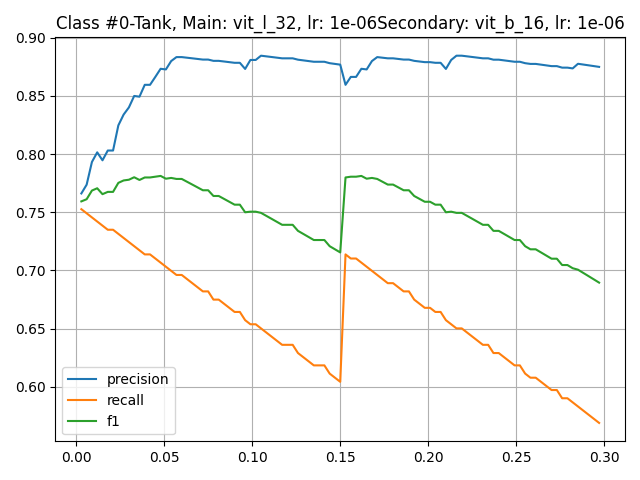 Class #0-Tank, Main: vit_l_32, lr: 1e-06Secondary: vit_b_16, lr: 1e-06
0.90
0.85
0.80
0.75
0.70
0.65
0.60
precision
recall
f1
0.00 0.05 0.10 0.15 0.20 0.25 0.30